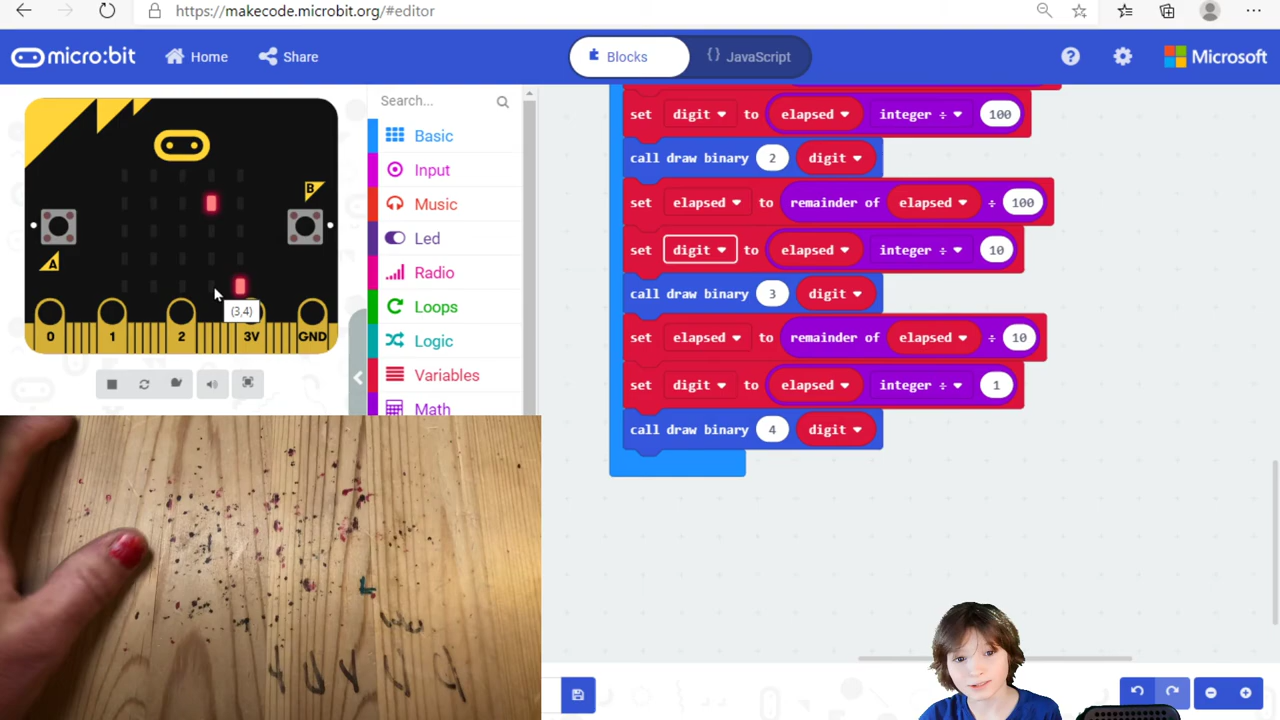 https://makecode.microbit.org/#editor
micro:bit
Home
Share
Blocks
{} JavaScript
Microsoft
B
A
(3,4)
0 1 2 3V GND
Search...
Basic
Input
Music
Led
Radio
Loops
Logic
Variables
Math
set digit to elapsed integer ÷ 100
call draw binary 2 digit
set elapsed to remainder of elapsed ÷ 100
set digit to elapsed integer ÷ 10
call draw binary 3 digit
set elapsed to remainder of elapsed ÷ 10
set digit to elapsed integer ÷ 1
call draw binary 4 digit